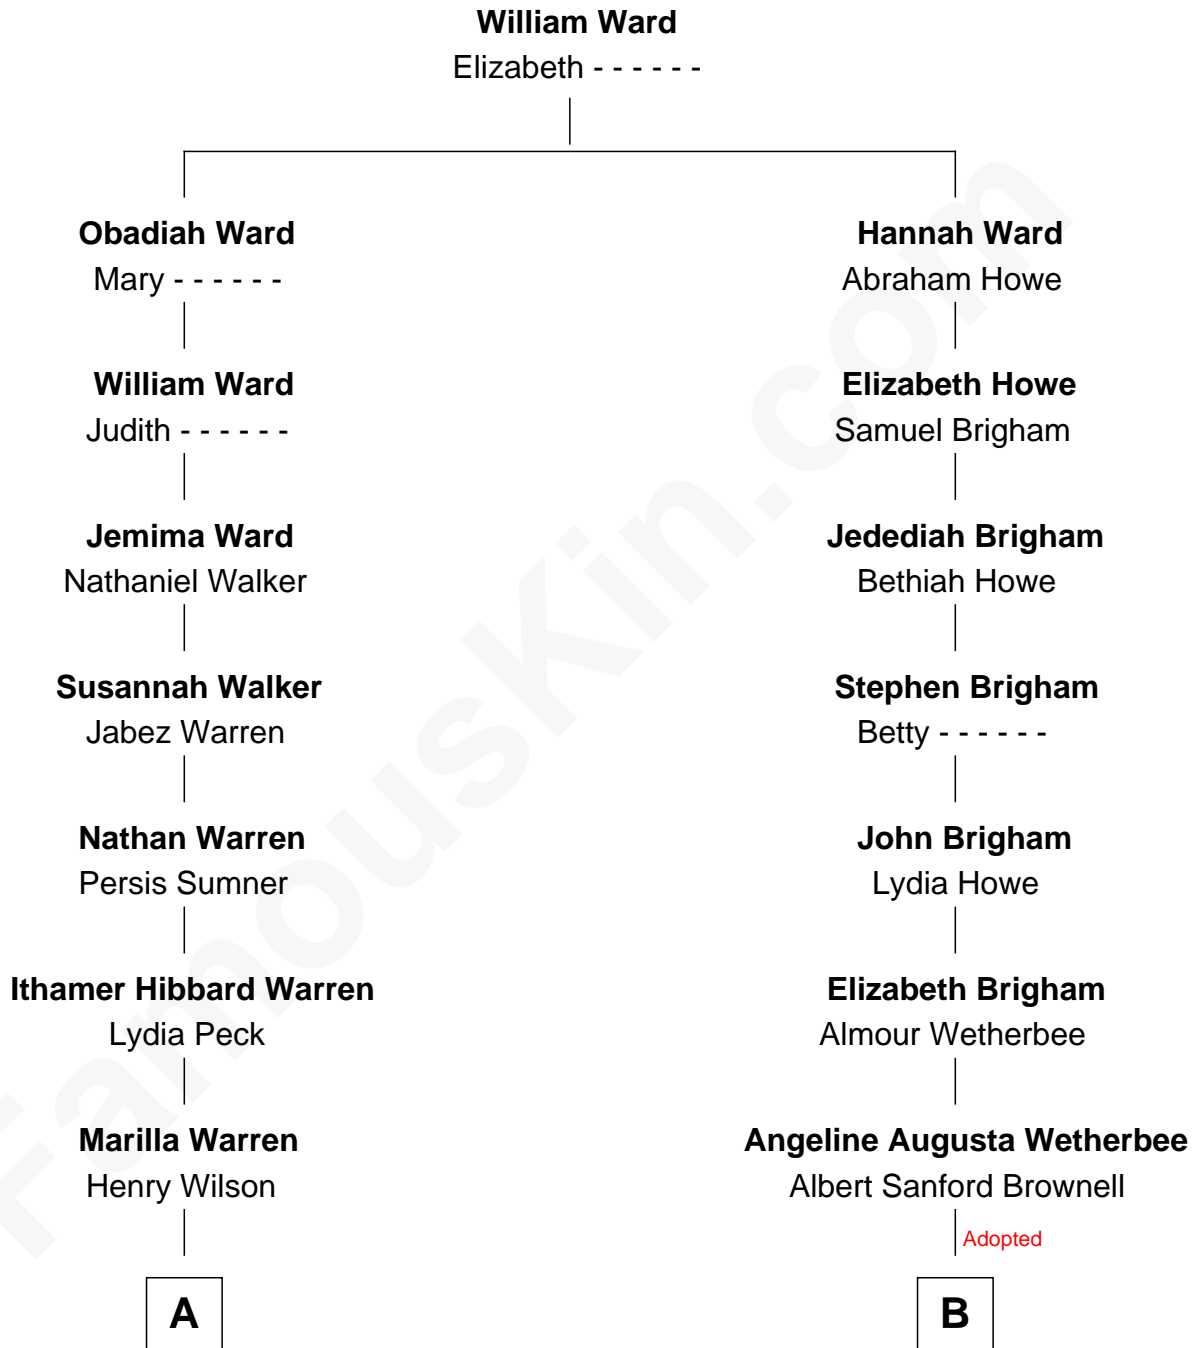 William Ward
Elizabeth - - - - - -
Obadiah Ward
Mary - - - - - -
Hannah Ward
Abraham Howe
William Ward
Judith - - - - - -
Elizabeth Howe
Samuel Brigham
Jemima Ward
Nathaniel Walker
Jedediah Brigham
Bethiah Howe
Susannah Walker
Jabez Warren
Stephen Brigham
Betty - - - - - -
Nathan Warren
Persis Sumner
John Brigham
Lydia Howe
Ithamer Hibbard Warren
Lydia Peck
Elizabeth Brigham
Almour Wetherbee
Marilla Warren
Henry Wilson
Angeline Augusta Wetherbee
Albert Sanford Brownell
Adopted
A
B
FamousKin.com